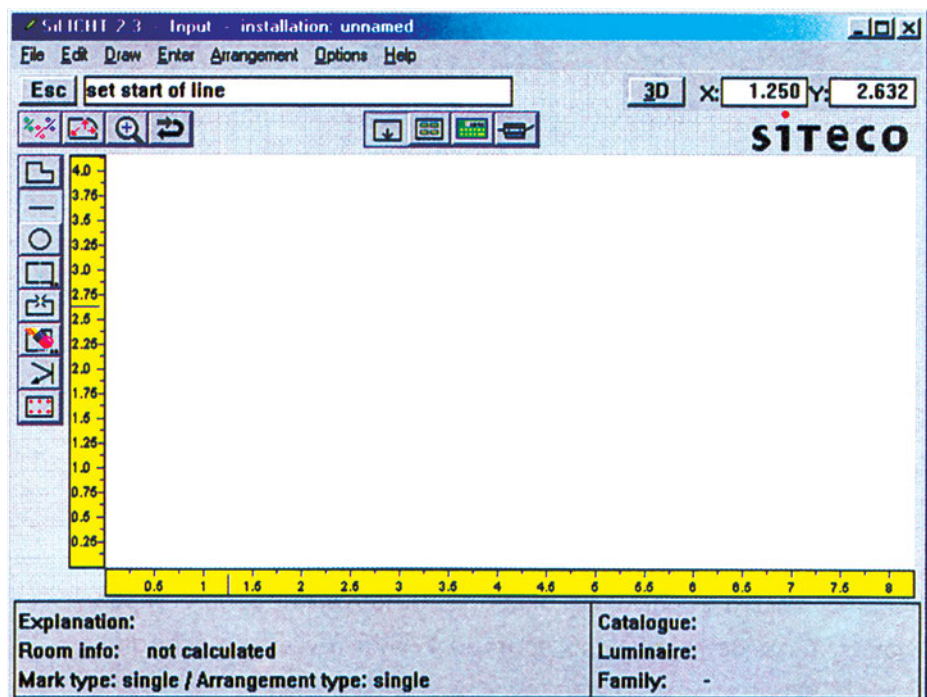 SiLICHT 2.3 - Input - installation: unnamed
File Edit Draw Enter Arrangement Options Help
Esc set start of line 3D X: 1.250 Y: 2.632
siteco
4.0
3.75
3.5
3.25
3.0
2.75
2.5
2.25
2.0
1.75
1.5
1.25
1.0
0.75
0.5
0.25
0.5 1 1.5 2 2.5 3 3.5 4 4.5 5 5.5 6 6.5 7 7.5 8
Explanation:
Room info: not calculated
Mark type: single / Arrangement type: single
Catalogue:
Luminaire:
Family: -